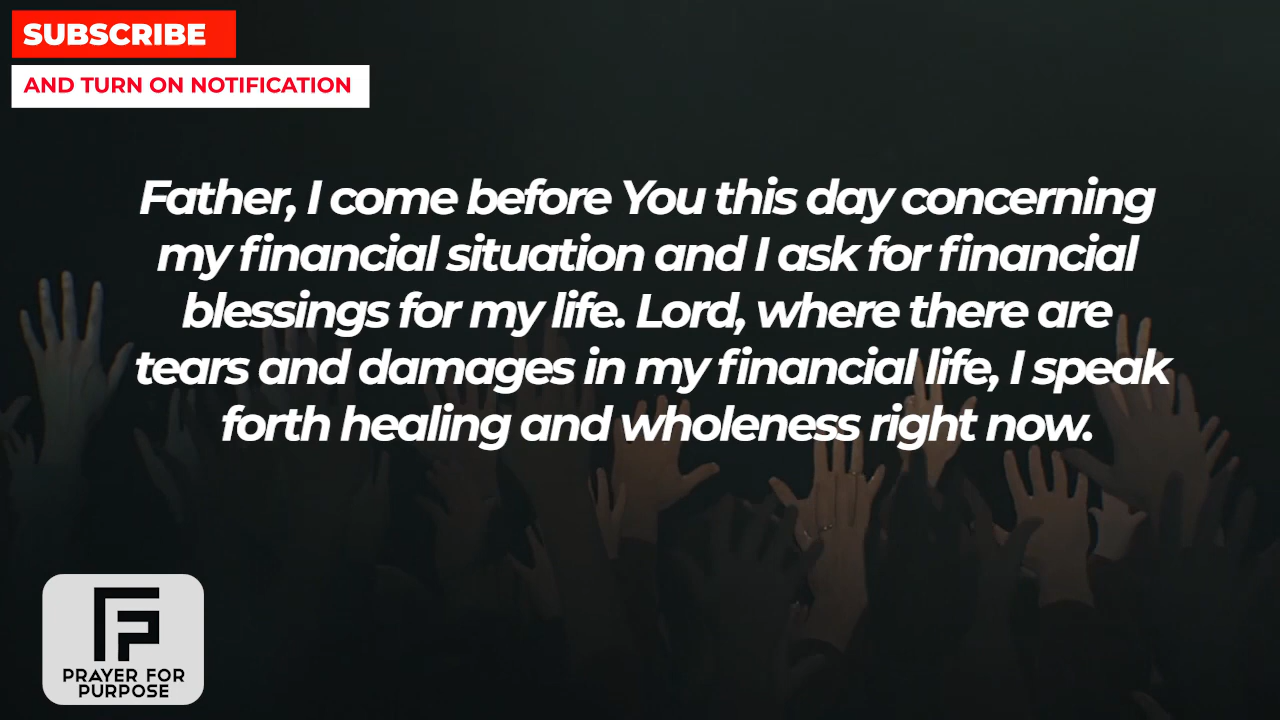 SUBSCRIBE
AND TURN ON NOTIFICATION
Father, I come before You this day concerning
my financial situation and I ask for financial
blessings for my life. Lord, where there are
tears and damages in my financial life, I speak
forth healing and wholeness right now.
PRAYER FOR
PURPOSE